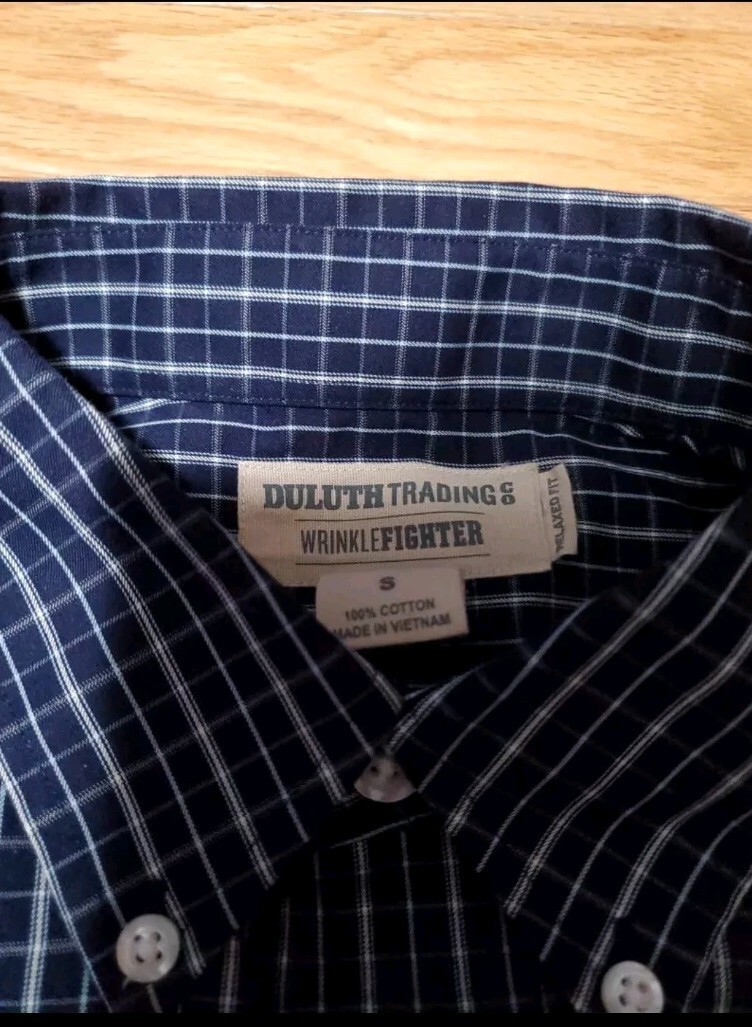 DULUTH TRADING CO
WRINKLEFIGHTER
RELAXED FIT
S
100% COTTON
MADE IN VIETNAM